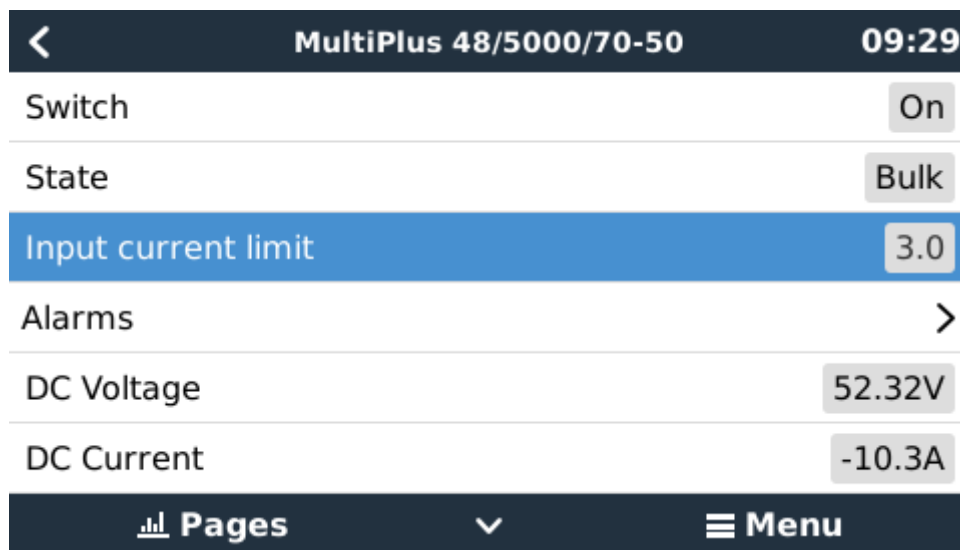 MultiPlus 48/5000/70-50 09:29
Switch On
State Bulk
Input current limit 3.0
Alarms
DC Voltage 52.32V
DC Current -10.3A
Pages Menu